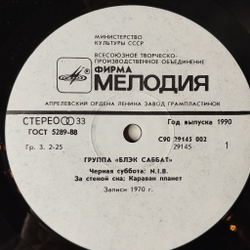 МИНИСТЕРСТВО
КУЛЬТУРЫ СССР
ВСЕСОЮЗНОЕ ТВОРЧЕСКО-
ПРОИЗВОДСТВЕННОЕ ОБЪЕДИНЕНИЕ
ФИРМА
МЕЛОДИЯ
АПРЕЛЕВСКИЙ ОРДЕНА ЛЕНИНА ЗАВОД ГРАМПЛАСТИНОК
СТЕРЕО 33
Год выпуска 1990
ГОСТ 5289-88
С90 29145 002
Гр. 3. 2-25
29145
1
ГРУППА «БЛЭК САББАТ»
Черная суббота; N.I.B.
За стеной сна; Караван планет
Записи 1970 г.